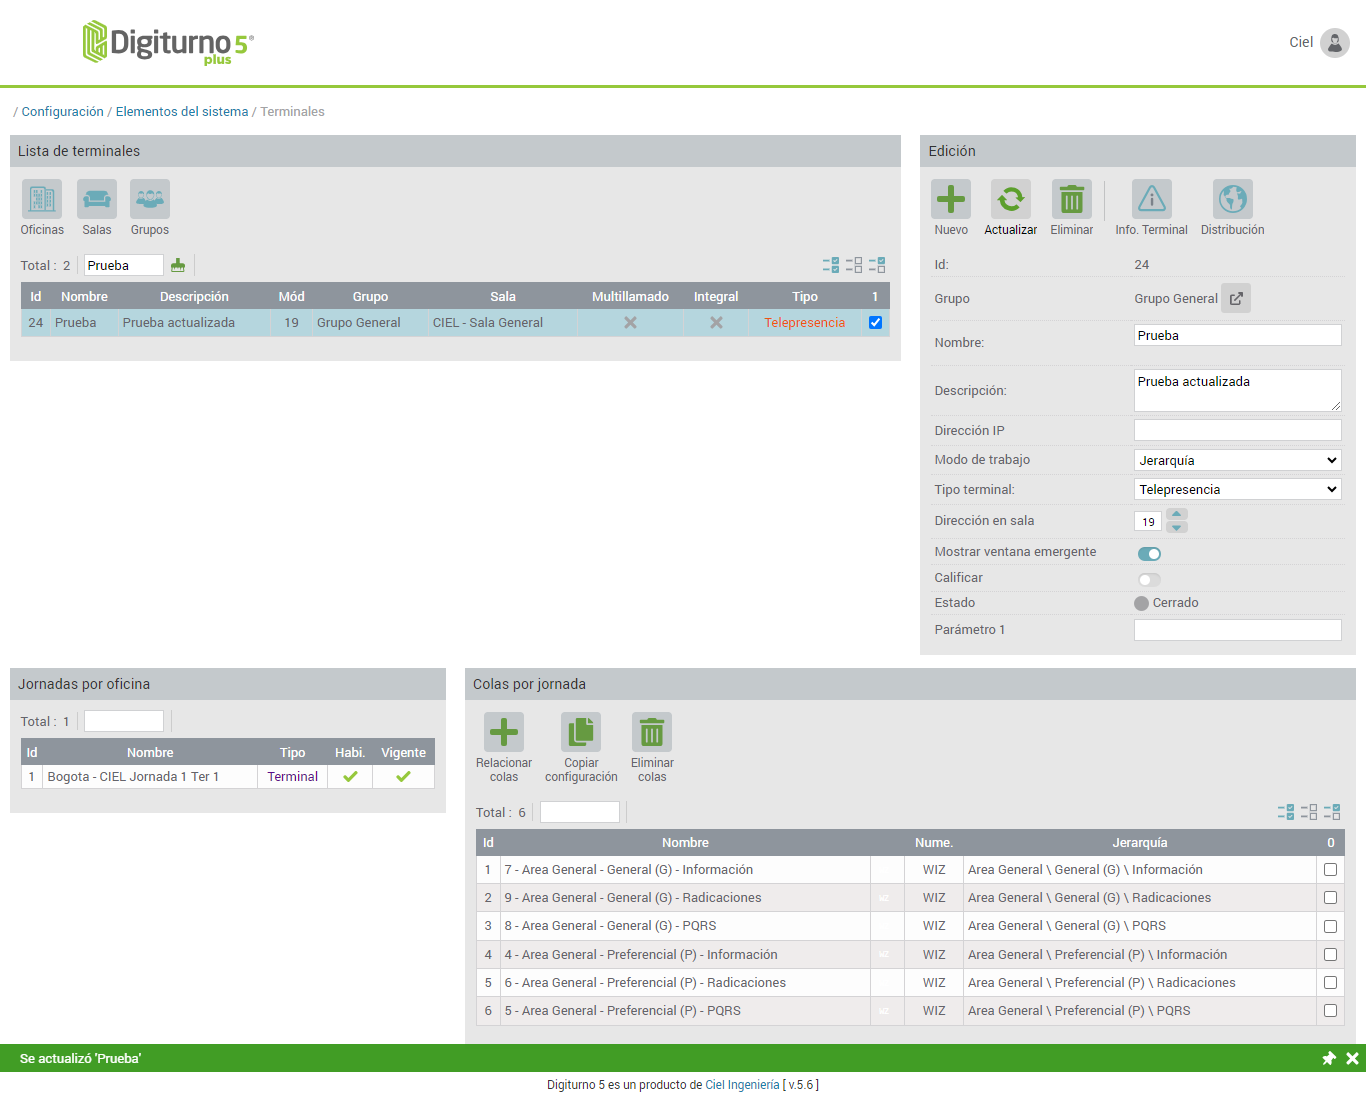 Digiturno 5®
plus
Ciel
/ Configuración / Elementos del sistema / Terminales
Lista de terminales
Oficinas Salas Grupos
Total : 2 Prueba
Id Nombre Descripción Mód Grupo Sala Multillamado Integral Tipo 1
24 Prueba Prueba actualizada 19 Grupo General CIEL - Sala General Telepresencia
Edición
Nuevo Actualizar Eliminar Info. Terminal Distribución
Id: 24
Grupo Grupo General
Nombre: Prueba
Descripción: Prueba actualizada
Dirección IP
Modo de trabajo Jerarquía
Tipo terminal: Telepresencia
Dirección en sala 19
Mostrar ventana emergente
Calificar
Estado Cerrado
Parámetro 1
Jornadas por oficina
Total : 1
Id Nombre Tipo Habi. Vigente
1 Bogota - CIEL Jornada 1 Ter 1 Terminal
Colas por jornada
Relacionar colas
Copiar configuración
Eliminar colas
Total : 6
Id Nombre Nume. Jerarquía 0
1 7 - Area General - General (G) - Información WIZ Area General \ General (G) \ Información
2 9 - Area General - General (G) - Radicaciones WIZ Area General \ General (G) \ Radicaciones
3 8 - Area General - General (G) - PQRS WIZ Area General \ General (G) \ PQRS
4 4 - Area General - Preferencial (P) - Información WIZ Area General \ Preferencial (P) \ Información
5 6 - Area General - Preferencial (P) - Radicaciones WIZ Area General \ Preferencial (P) \ Radicaciones
6 5 - Area General - Preferencial (P) - PQRS WIZ Area General \ Preferencial (P) \ PQRS
Se actualizó 'Prueba'
Digiturno 5 es un producto de Ciel Ingeniería [ v.5.6 ]